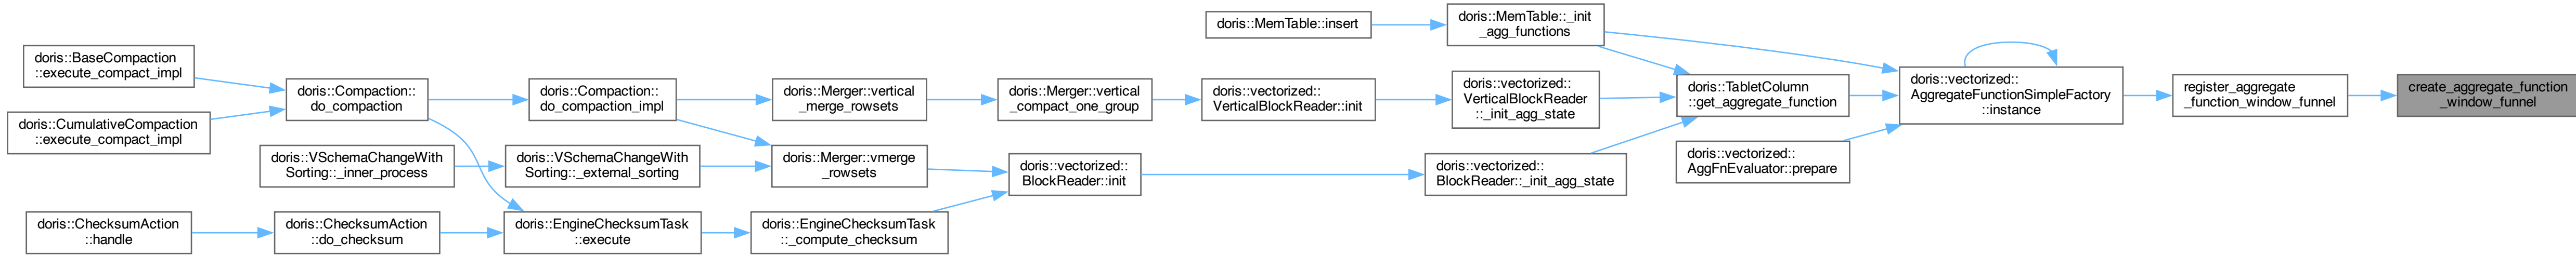 doris::BaseCompaction
::execute_compact_impl
doris::CumulativeCompaction
::execute_compact_impl
doris::Compaction::
do_compaction
doris::VSchemaChangeWith
Sorting::_inner_process
doris::ChecksumAction
::handle
doris::ChecksumAction
::do_checksum
doris::Compaction::
do_compaction_impl
doris::VSchemaChangeWith
Sorting::_external_sorting
doris::EngineChecksumTask
::execute
doris::Merger::vertical
_merge_rowsets
doris::Merger::vmerge
_rowsets
doris::EngineChecksumTask
::_compute_checksum
doris::Merger::vertical
_compact_one_group
doris::vectorized::
BlockReader::init
doris::MemTable::insert
doris::vectorized::
VerticalBlockReader::init
doris::MemTable::_init
_agg_functions
doris::vectorized::
VerticalBlockReader
::_init_agg_state
doris::vectorized::
BlockReader::_init_agg_state
doris::TabletColumn
::get_aggregate_function
doris::vectorized::
AggFnEvaluator::prepare
doris::vectorized::
AggregateFunctionSimpleFactory
::instance
register_aggregate
_function_window_funnel
create_aggregate_function
_window_funnel